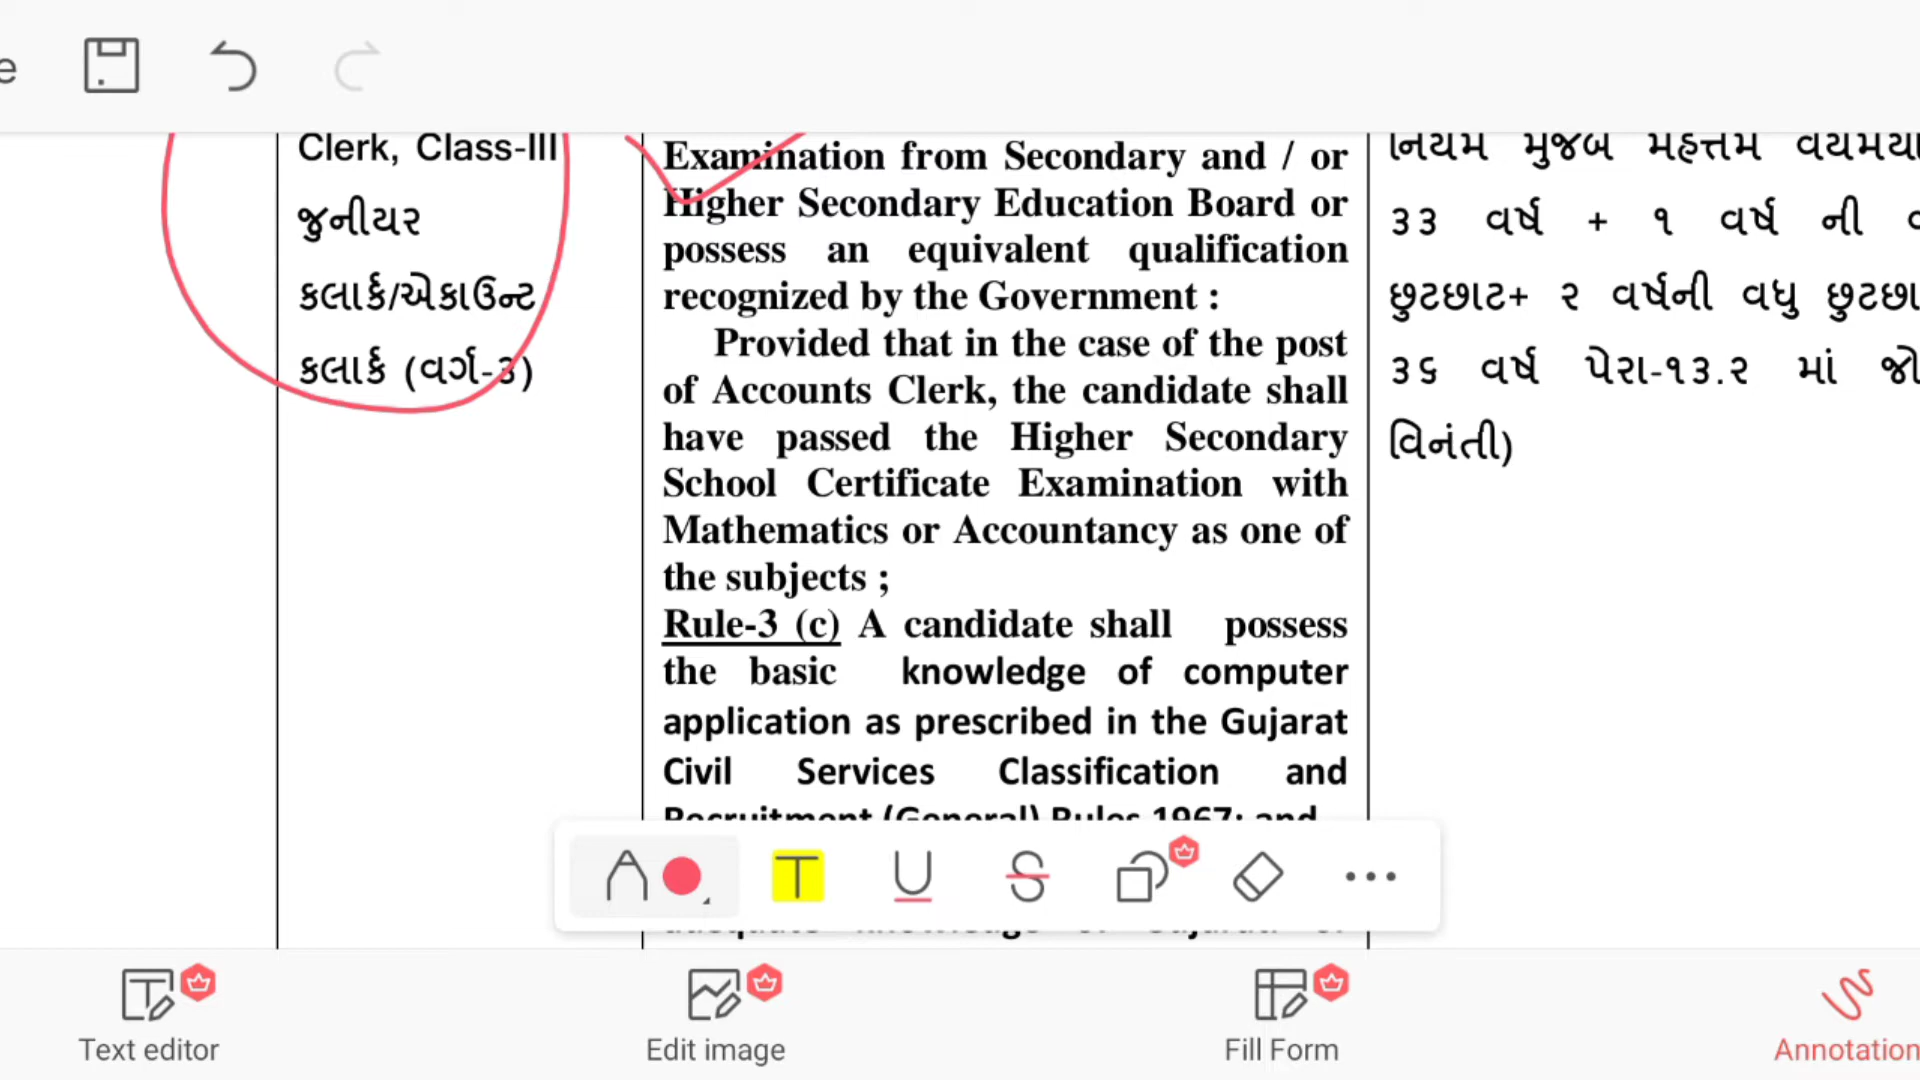 e
Clerk, Class-III
જુનીયર
કલાર્ક/એકાઉન્ટ
કલાર્ક (વર્ગ-૩)
Examination from Secondary and / or
Higher Secondary Education Board or
possess an equivalent qualification
recognized by the Government :
Provided that in the case of the post
of Accounts Clerk, the candidate shall
have passed the Higher Secondary
School Certificate Examination with
Mathematics or Accountancy as one of
the subjects ;
Rule-3 (c) A candidate shall possess
the basic knowledge of computer
application as prescribed in the Gujarat
Civil Services Classification and
Recruitment (General) Rules 1967; and
નિયમ મુજબ મહત્તમ
૩૩ વર્ષ + ૧ વર્ષ ની
છુટછાટ+ ૨ વર્ષની વધુ
૩૬ વર્ષ પેરા-૧૩.૨ માં
વિનંતી)
T U S
Text editor
Edit image
Fill Form
Annotation